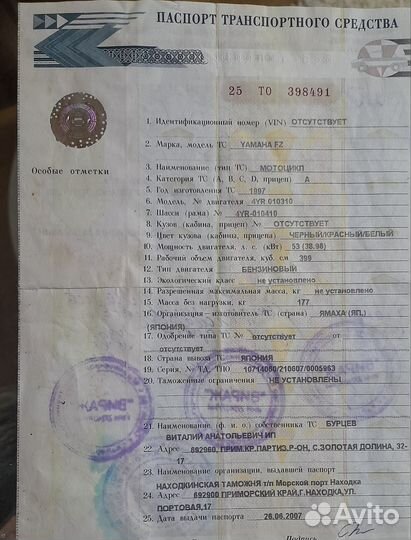 ПАСПОРТ ТРАНСПОРТНОГО СРЕДСТВА
25 ТО 398491
Особые отметки
1. Идентификационный номер (VIN) ОТСУТСТВУЕТ
2. Марка, модель ТС YAMAHA FZ
3. Наименование (тип ТС) МОТОЦИКЛ
4. Категория ТС (A, B, C, D, прицеп) A
5. Год изготовления ТС 1997
6. Модель, № двигателя 4YR 010310
7. Шасси (рама) № 4YR-010410
8. Кузов (кабина, прицеп) № ОТСУТСТВУЕТ
9. Цвет кузова (кабины, прицепа) ЧЕРНЫЙ/КРАСНЫЙ/БЕЛЫЙ
10. Мощность двигателя, л. с. (кВт) 53 (38.98)
11. Рабочий объем двигателя, куб. см 399
12. Тип двигателя БЕНЗИНОВЫЙ
13. Экологический класс не установлено
14. Разрешенная максимальная масса, кг не установлено
15. Масса без нагрузки, кг 177
16. Организация–изготовитель ТС (страна) ЯМАХА (ЯП.)
(ЯПОНИЯ)
17. Одобрение типа ТС № отсутствует от
отсутствует
18. Страна вывоза ТС ЯПОНИЯ
19. Серия, № ТД, ТПО 10714060/210607/0005963
20. Таможенные ограничения НЕ УСТАНОВЛЕНЫ
21. Наименование (ф. и. о.) собственника ТС БУРЦЕВ
ВИТАЛИЙ АНАТОЛЬЕВИЧ ИП
22. Адрес 692960, ПРИМ.КР.ПАРТИЗ.Р-ОН, С.ЗОЛОТАЯ ДОЛИНА, 32-
17
23. Наименование организации, выдавшей паспорт
НАХОДКИНСКАЯ ТАМОЖНЯ т/п Морской порт Находка
24. Адрес 692900 ПРИМОРСКИЙ КРАЙ,Г.НАХОДКА,УЛ.
ПОРТОВАЯ,17
25. Дата выдачи паспорта 26.06.2007
Подпись
"ВИРАЖ"
"ВИРАЖ"
Avito